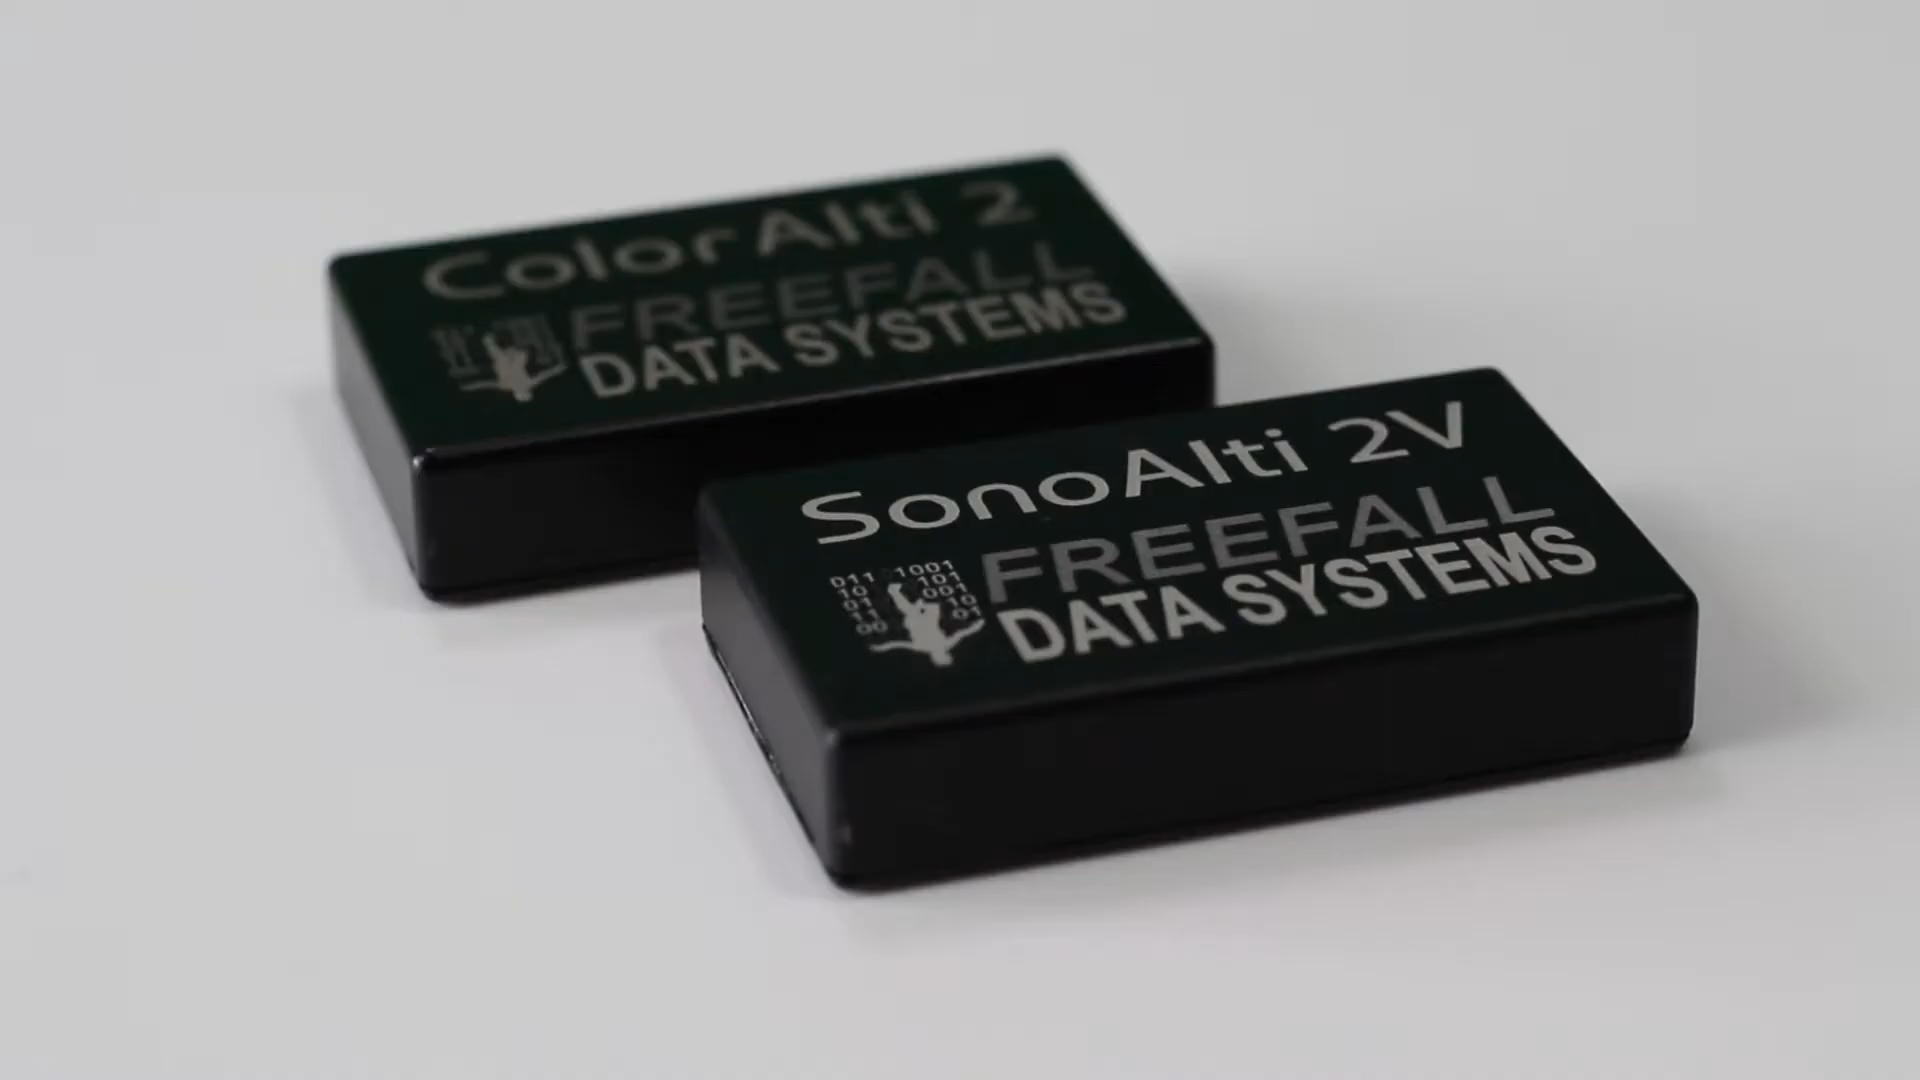 ColorAlti 2
FREEFALL
DATA SYSTEMS
SonoAlti 2V
FREEFALL
DATA SYSTEMS
011 1001
10 101
01 001
11 10
00 01